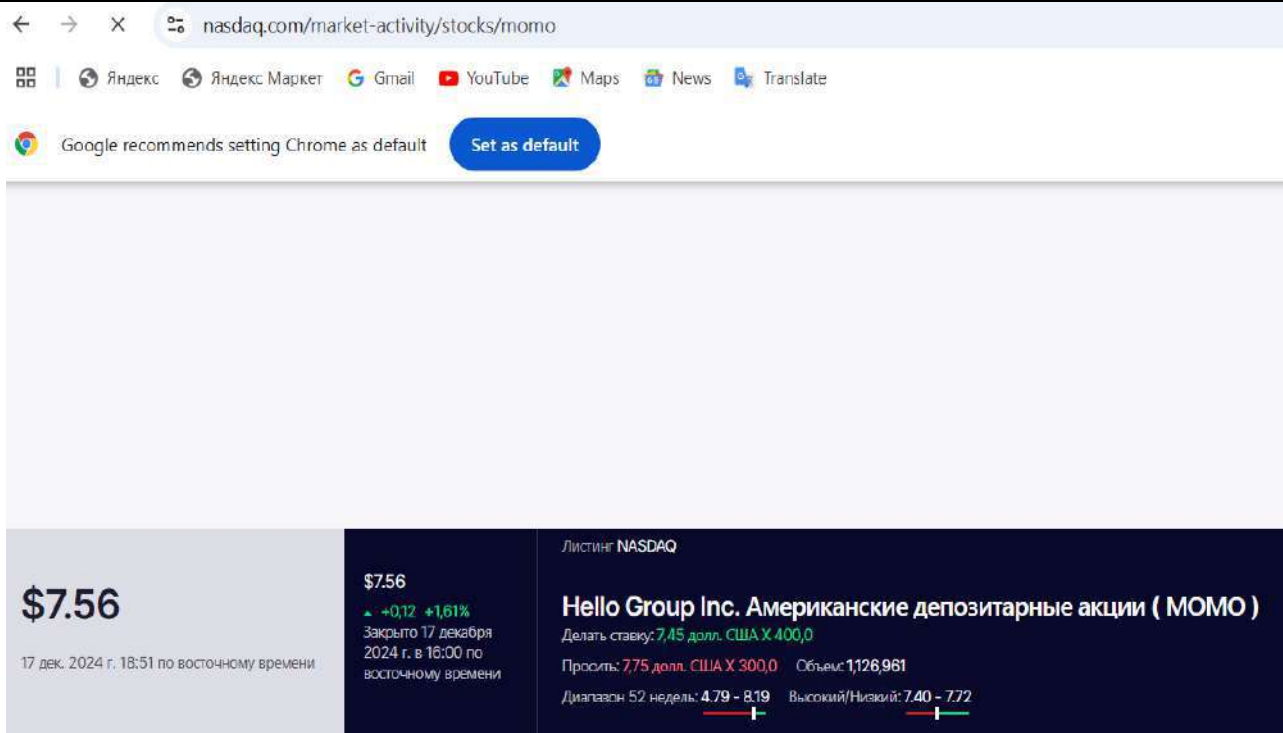 nasdaq.com/market-activity/stocks/momo
Яндекс Яндекс Маркет Gmail YouTube Maps News Translate
Google recommends setting Chrome as default Set as default
$7.56
17 дек. 2024 г. 18:51 по восточному времени
$7.56
+0,12 +1,61%
Закрыто 17 декабря
2024 г. в 16:00 по
восточному времени
Листинг NASDAQ
Hello Group Inc. Американские депозитарные акции ( MOMO )
Делать ставку: 7,45 долл. США X 400,0
Просить: 7,75 долл. США X 300,0 Объем: 1,126,961
Диапазон 52 недель: 4.79 - 8.19 Высокий/Низкий: 7.40 - 7.72